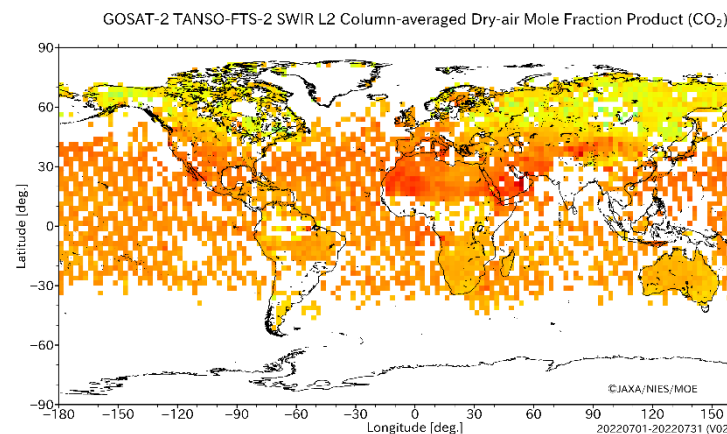 GOSAT-2 TANSO-FTS-2 SWIR L2 Column-averaged Dry-air Mole Fraction Product (CO₂)
90
60
30
0
−30
−60
−90
Latitude [deg.]
©JAXA/NIES/MOE
−180 −150 −120 −90 −60 −30 0 30 60 90 120 150
Longitude [deg.]
20220701-20220731 (V02